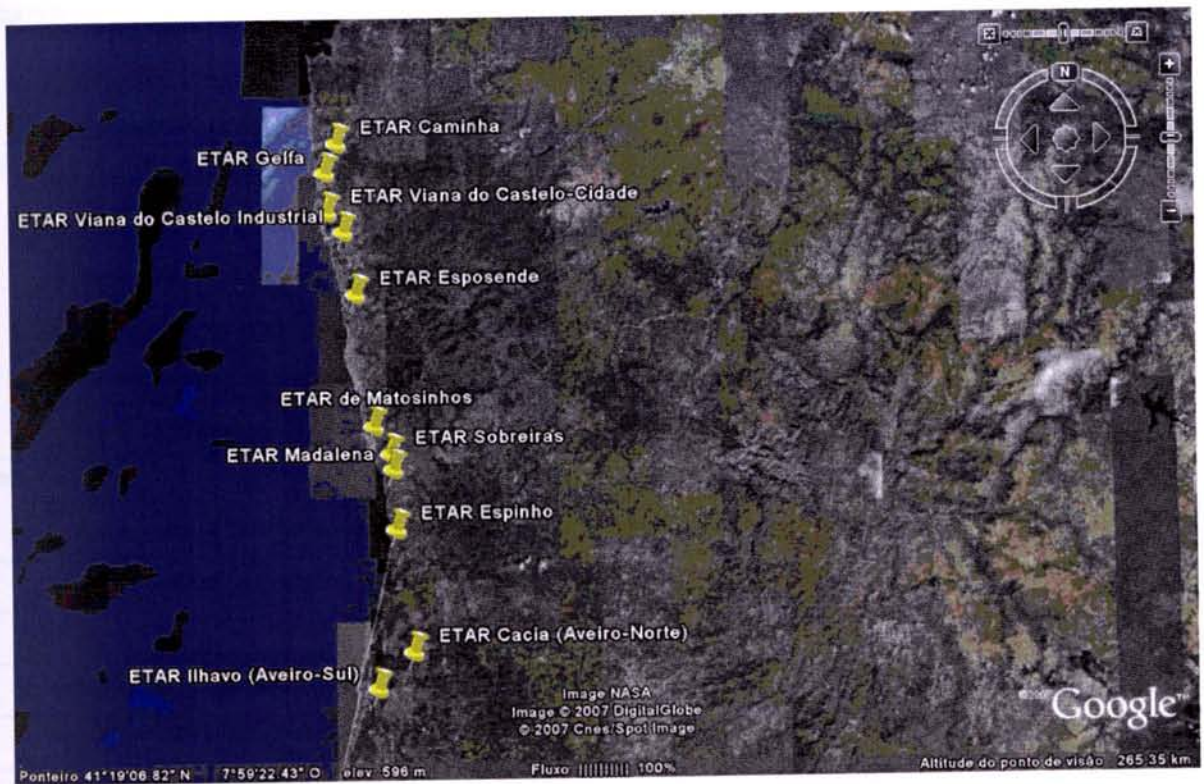 N
ETAR Caminha
ETAR Gelfa
ETAR Viana do Castelo-Cidade
ETAR Viana do Castelo Industrial
ETAR Esposende
ETAR de Matosinhos
ETAR Sobreiras
ETAR Madalena
ETAR Espinho
ETAR Cacia (Aveiro-Norte)
ETAR Ilhavo (Aveiro-Sul)
Image NASA
Image © 2007 DigitalGlobe
© 2007 Cnes/Spot Image
Google™
Ponteiro 41°19'06.82" N 7°59'22.43" O elev 596 m Fluxo 100% Altitude do ponto de visão 265.35 km